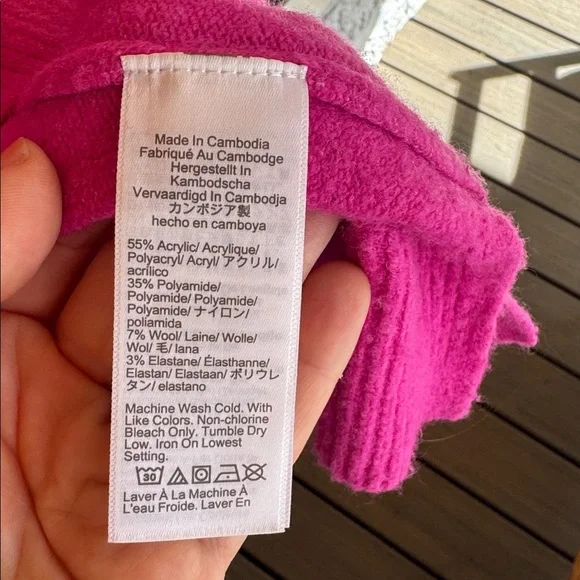 Made In Cambodia
Fabriqué Au Cambodge
Hergestellt In
Kambodscha
Vervaardigd In Cambodja
カンボジア製
hecho en camboya
55% Acrylic/ Acrylique/
Polyacryl/ Acryl/ アクリル/
acrílico
35% Polyamide/
Polyamide/ Polyamide/
Polyamide/ ナイロン/
poliamida
7% Wool/ Laine/ Wolle/
Wol/ 毛/ lana
3% Elastane/ Élasthanne/
Elastan/ Elastaan/ ポリウレ
タン/ elastano
Machine Wash Cold. With
Like Colors. Non-chlorine
Bleach Only. Tumble Dry
Low. Iron On Lowest
Setting.
30
Laver À La Machine À
L'eau Froide. Laver En